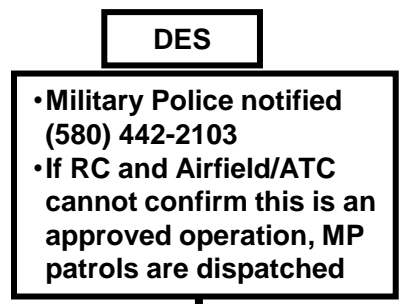 DES
•Military Police notified
(580) 442-2103
•If RC and Airfield/ATC
cannot confirm this is an
approved operation, MP
patrols are dispatched